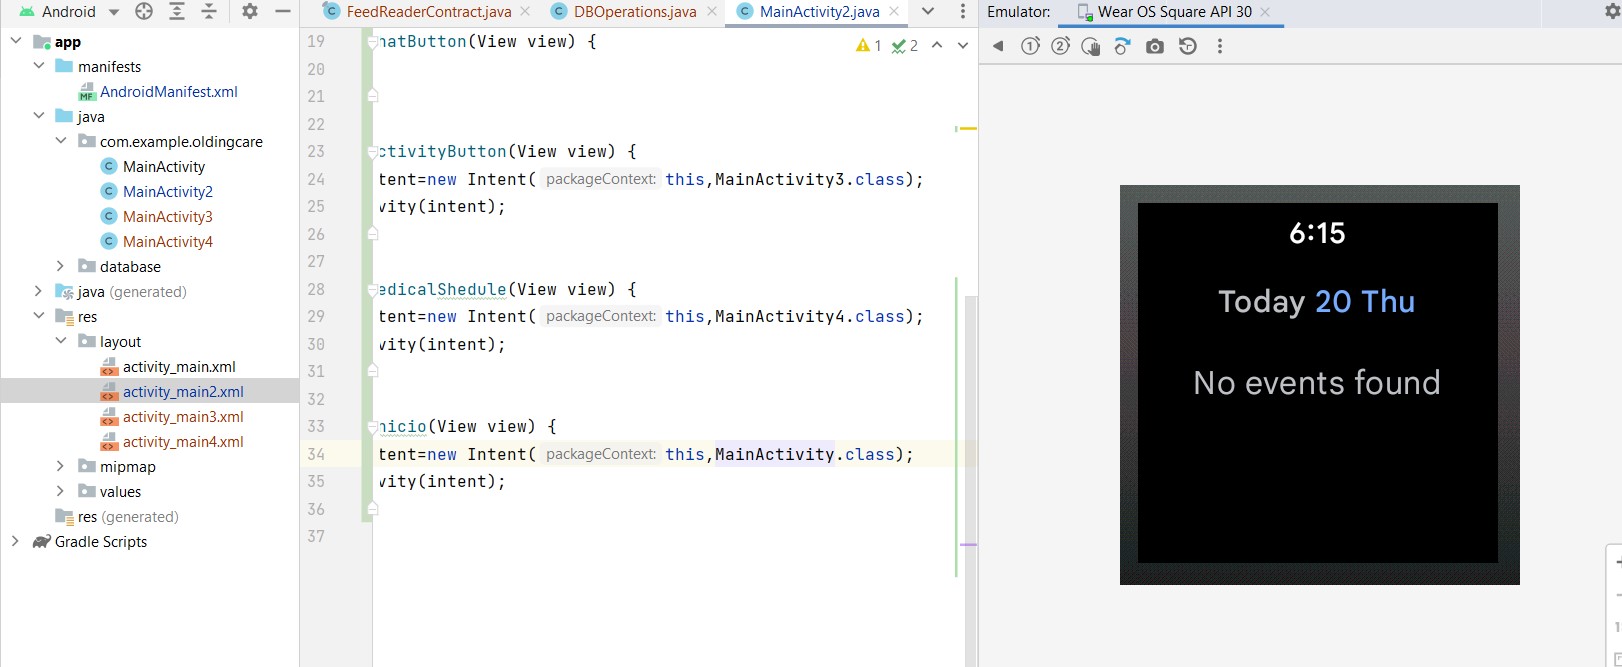 Android
FeedReaderContract.java
DBOperations.java
MainActivity2.java
Emulator:
Wear OS Square API 30
app
manifests
MF
AndroidManifest.xml
java
com.example.oldingcare
C MainActivity
C MainActivity2
C MainActivity3
C MainActivity4
database
java (generated)
res
layout
activity_main.xml
activity_main2.xml
activity_main3.xml
activity_main4.xml
mipmap
values
res (generated)
Gradle Scripts
1 2
19 hatButton(View view) {
20
21
22
23 ctivityButton(View view) {
24 tent=new Intent( packageContext: this,MainActivity3.class);
25 vity(intent);
26
27
28 edicalShedule(View view) {
29 tent=new Intent( packageContext: this,MainActivity4.class);
30 vity(intent);
31
32
33 nicio(View view) {
34 tent=new Intent( packageContext: this,MainActivity.class);
35 vity(intent);
36
37
1 2
6:15
Today 20 Thu
No events found